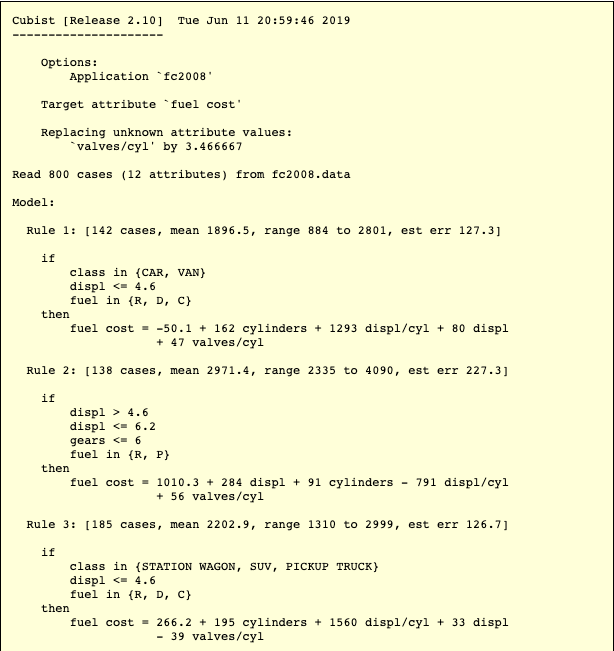 Cubist [Release 2.10]  Tue Jun 11 20:59:46 2019
---------------------
Options:
Application `fc2008'
Target attribute `fuel cost'
Replacing unknown attribute values:
`valves/cyl' by 3.466667
Read 800 cases (12 attributes) from fc2008.data
Model:
Rule 1: [142 cases, mean 1896.5, range 884 to 2801, est err 127.3]
if
class in {CAR, VAN}
displ <= 4.6
fuel in {R, D, C}
then
fuel cost = -50.1 + 162 cylinders + 1293 displ/cyl + 80 displ
+ 47 valves/cyl
Rule 2: [138 cases, mean 2971.4, range 2335 to 4090, est err 227.3]
if
displ > 4.6
displ <= 6.2
gears <= 6
fuel in {R, P}
then
fuel cost = 1010.3 + 284 displ + 91 cylinders - 791 displ/cyl
+ 56 valves/cyl
Rule 3: [185 cases, mean 2202.9, range 1310 to 2999, est err 126.7]
if
class in {STATION WAGON, SUV, PICKUP TRUCK}
displ <= 4.6
fuel in {R, D, C}
then
fuel cost = 266.2 + 195 cylinders + 1560 displ/cyl + 33 displ
- 39 valves/cyl